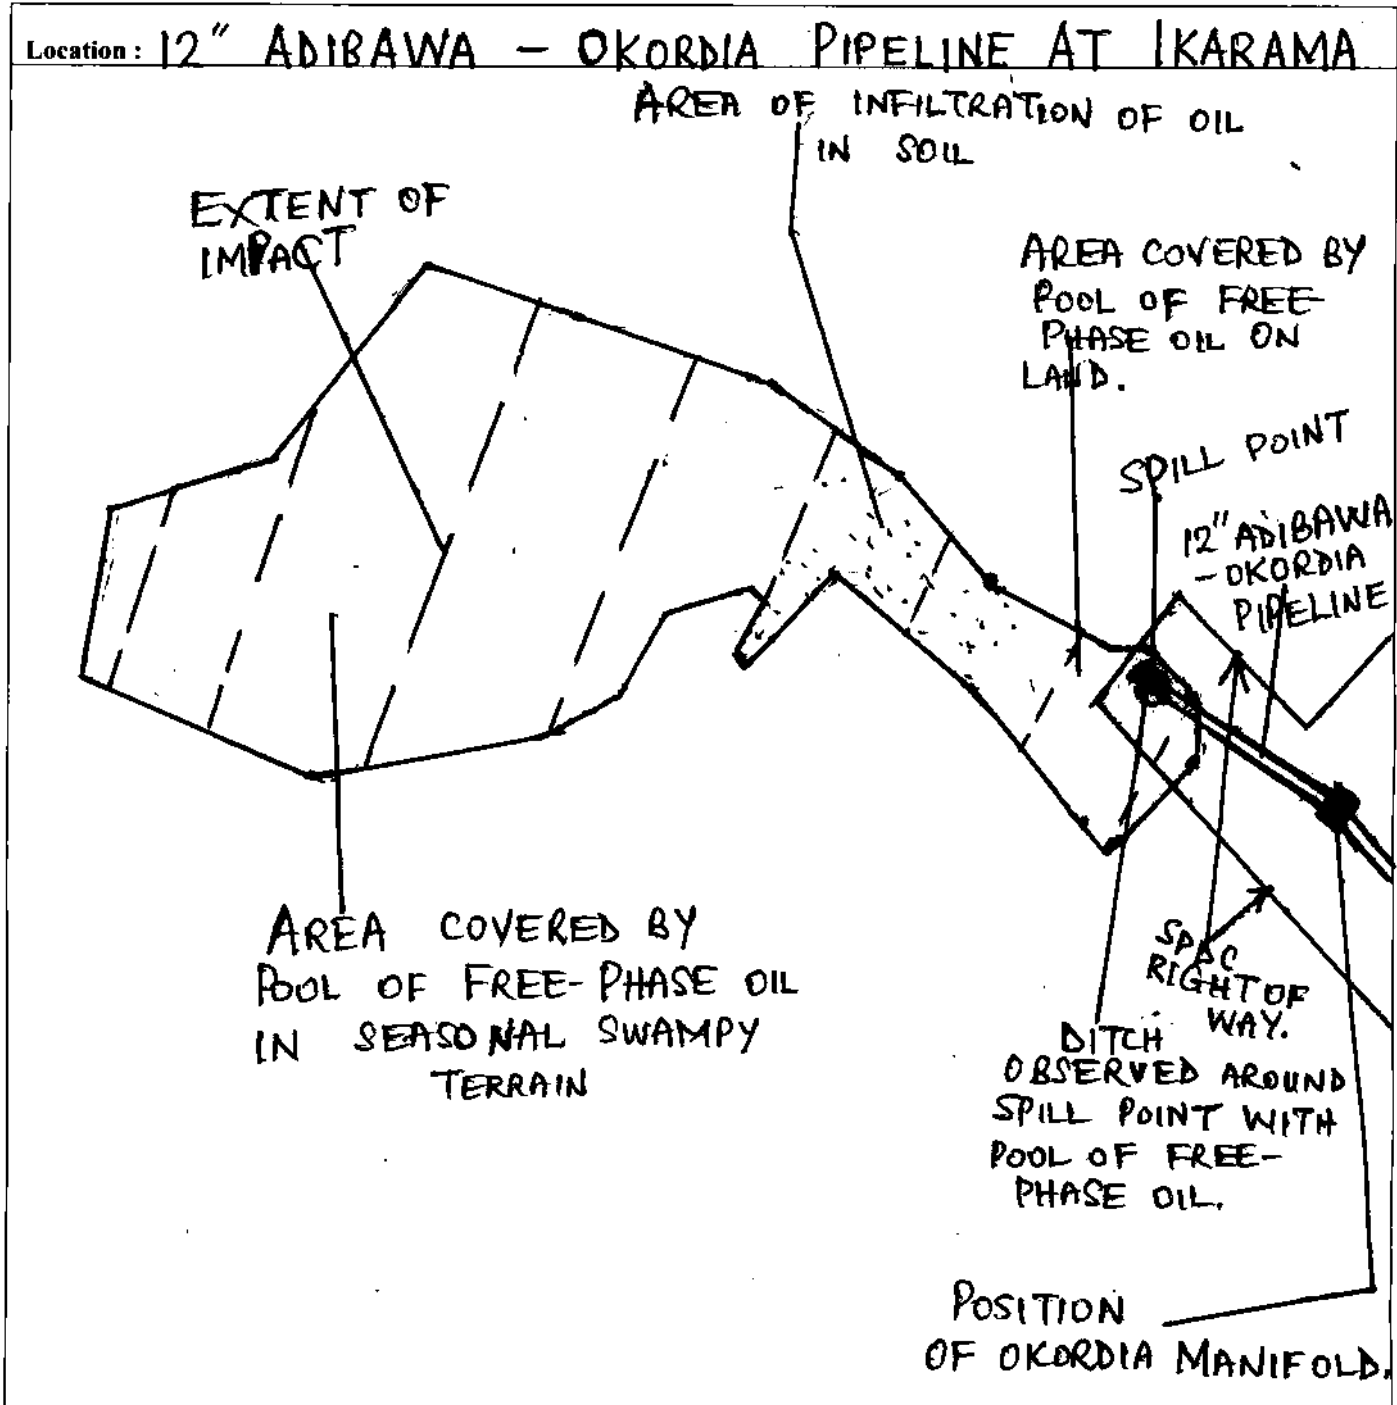 Location : 12" ADIBAWA - OKORDIA PIPELINE AT IKARAMA
AREA OF INFILTRATION OF OIL
IN SOIL
EXTENT OF
IMPACT
AREA COVERED BY
POOL OF FREE-
PHASE OIL ON
LAND.
SPILL POINT
12" ADIBAWA
- OKORDIA
PIPELINE
AREA COVERED BY
POOL OF FREE-PHASE OIL
IN SEASONAL SWAMPY
TERRAIN
SPDC
RIGHT OF
WAY.
DITCH
OBSERVED AROUND
SPILL POINT WITH
POOL OF FREE-
PHASE OIL.
POSITION
OF OKORDIA MANIFOLD.